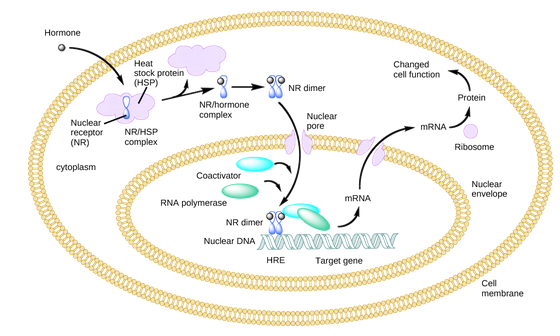 Hormone
Heat
stock protein
(HSP)
Changed
cell function
NR dimer
Protein
NR/hormone
complex
Nuclear
receptor
(NR)
NR/HSP
complex
Nuclear
pore
mRNA
Ribosome
cytoplasm
Coactivator
RNA polymerase
mRNA
Nuclear
envelope
NR dimer
Nuclear DNA
HRE
Target gene
Cell
membrane